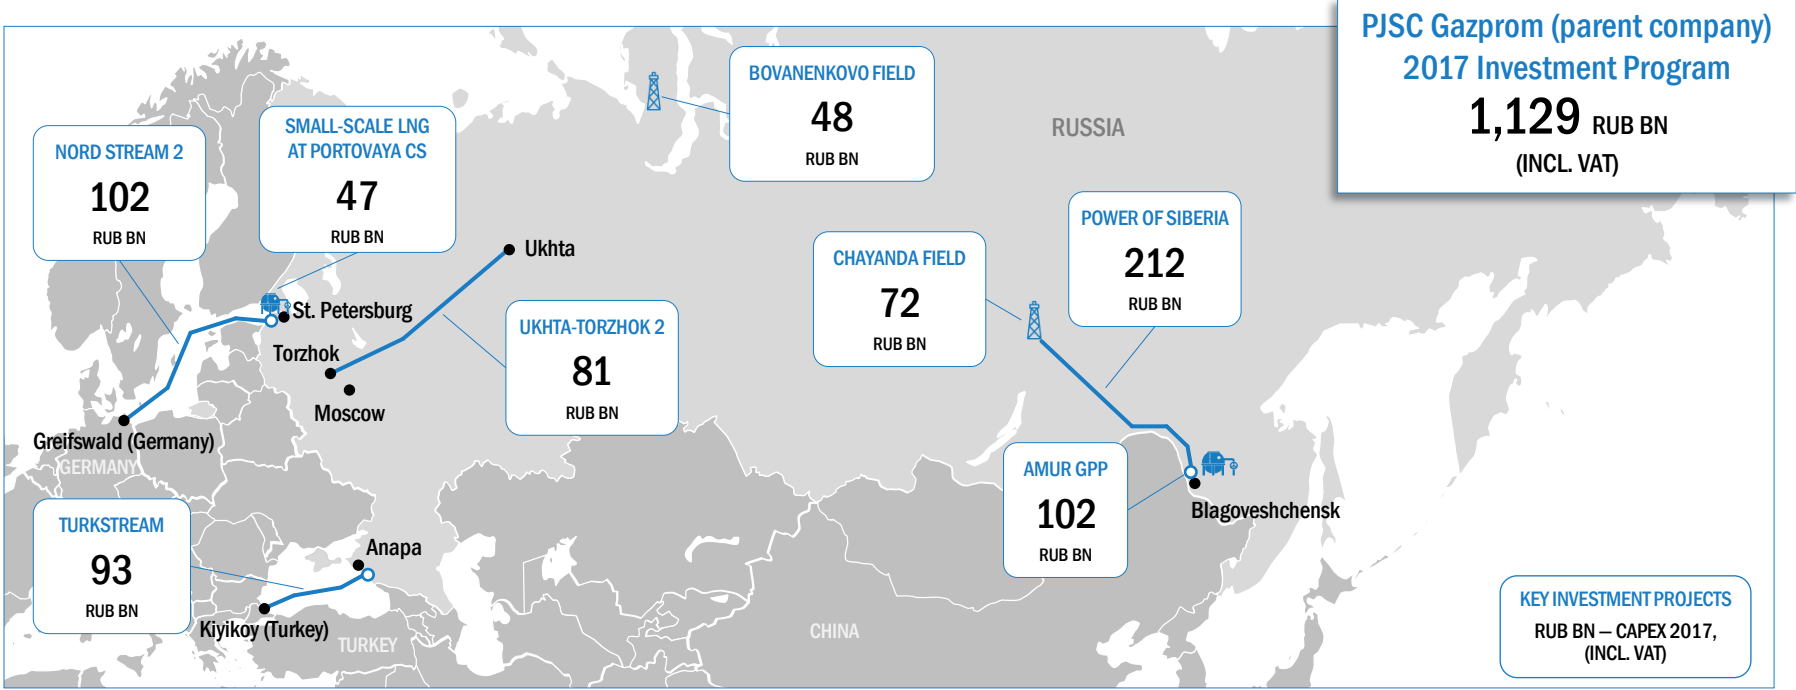 PJSC Gazprom (parent company)
2017 Investment Program
1,129 RUB BN
(INCL. VAT)
BOVANENKOVO FIELD
48
RUB BN
RUSSIA
SMALL-SCALE LNG
AT PORTOVAYA CS
47
RUB BN
NORD STREAM 2
102
RUB BN
POWER OF SIBERIA
212
RUB BN
CHAYANDA FIELD
72
RUB BN
Ukhta
St. Petersburg
UKHTA-TORZHOK 2
81
RUB BN
Torzhok
Moscow
Greifswald (Germany)
GERMANY
AMUR GPP
102
RUB BN
Blagoveshchensk
TURKSTREAM
93
RUB BN
Anapa
Kiyikoy (Turkey)
TURKEY
CHINA
KEY INVESTMENT PROJECTS
RUB BN – CAPEX 2017,
(INCL. VAT)